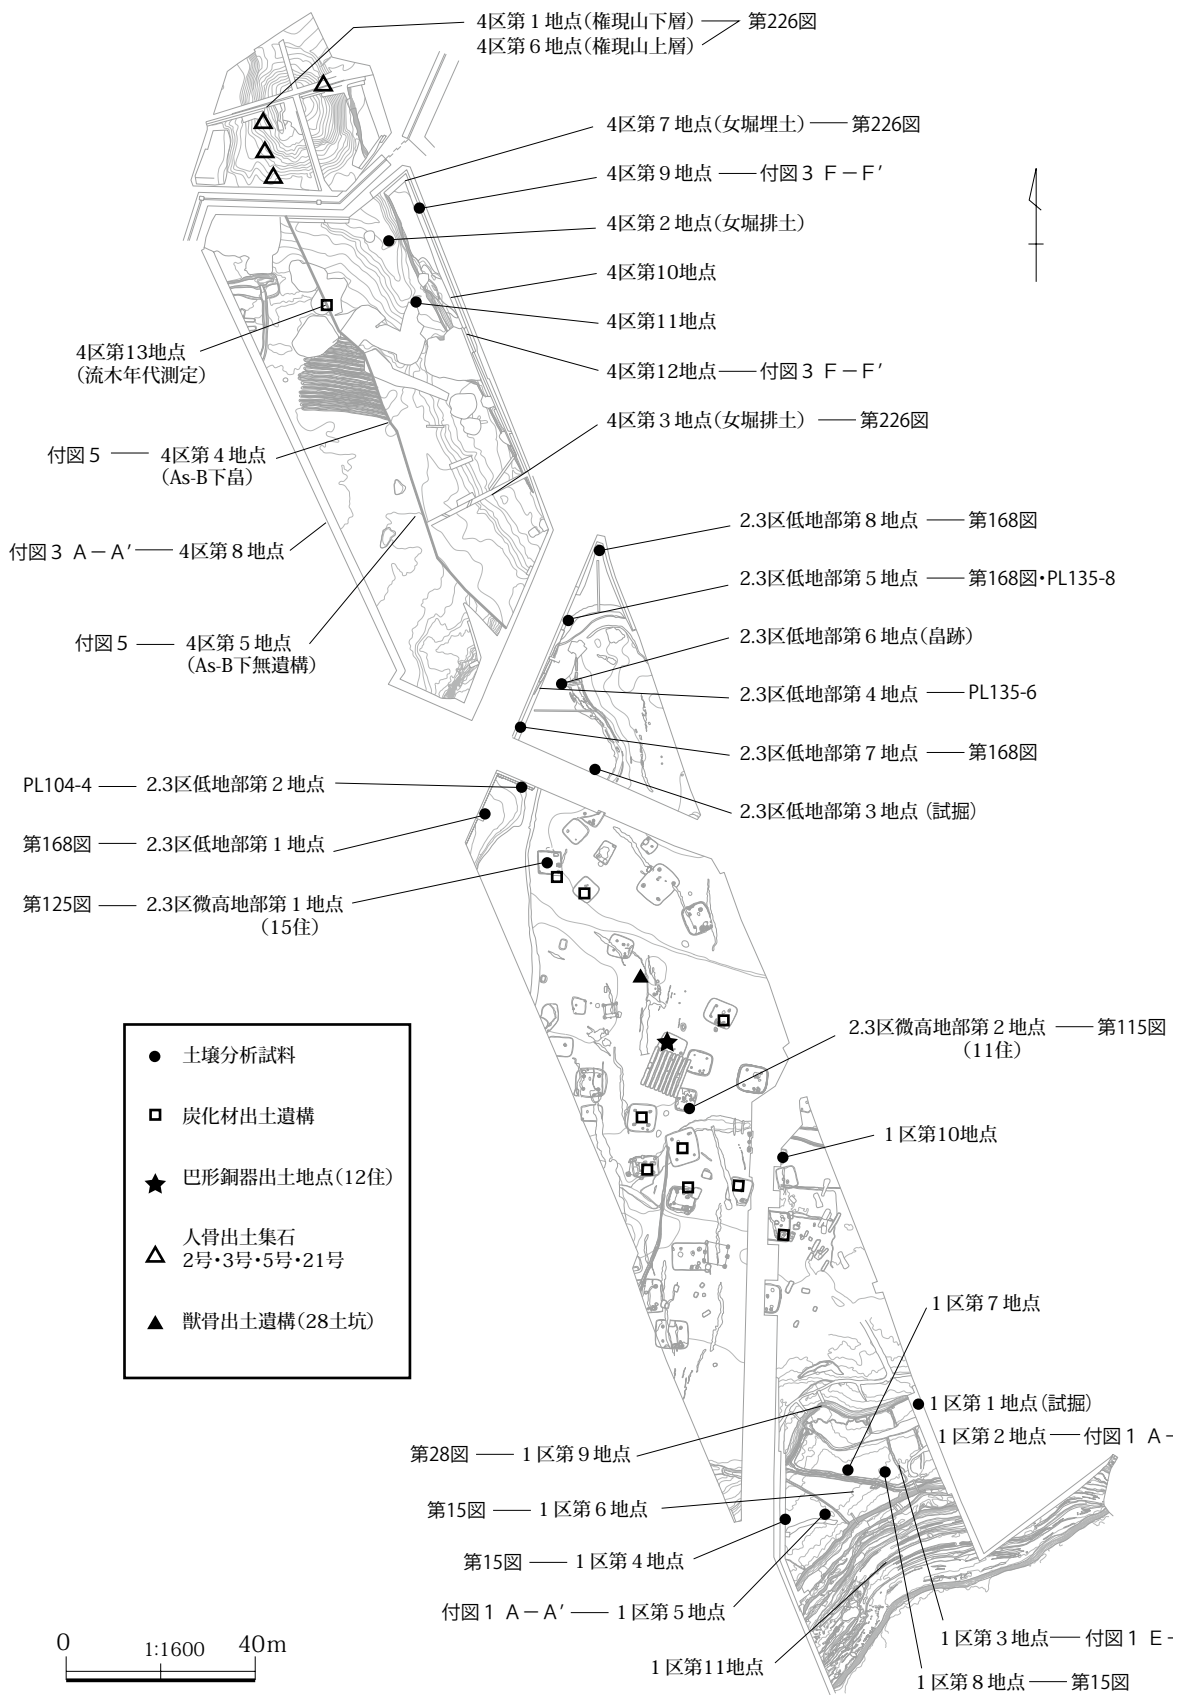 4区第1地点(権現山下層) 第226図
4区第6地点(権現山上層)
4区第7地点(女堀埋土) 第226図
4区第9地点 付図3 F-F′
4区第2地点(女堀排土)
4区第10地点
4区第11地点
4区第13地点
(流木年代測定)
4区第12地点 付図3 F-F′
4区第3地点(女堀排土) 第226図
付図5 4区第4地点
(As-B下畠)
付図3 A-A′ 4区第8地点
付図5 4区第5地点
(As-B下無遺構)
2.3区低地部第8地点 第168図
2.3区低地部第5地点 第168図・PL135-8
2.3区低地部第6地点(畠跡)
2.3区低地部第4地点 PL135-6
2.3区低地部第7地点 第168図
2.3区低地部第3地点(試掘)
PL104-4 2.3区低地部第2地点
第168図 2.3区低地部第1地点
第125図 2.3区微高地部第1地点
(15住)
2.3区微高地部第2地点 第115図
(11住)
土壌分析試料
炭化材出土遺構
巴形銅器出土地点(12住)
人骨出土集石
2号・3号・5号・21号
獣骨出土遺構(28土坑)
1区第10地点
1区第7地点
1区第1地点(試掘)
1区第2地点 付図1 A-
第28図 1区第9地点
第15図 1区第6地点
第15図 1区第4地点
付図1 A-A′ 1区第5地点
1区第11地点
1区第3地点 付図1 E-
1区第8地点 第15図
0 1:1600 40m